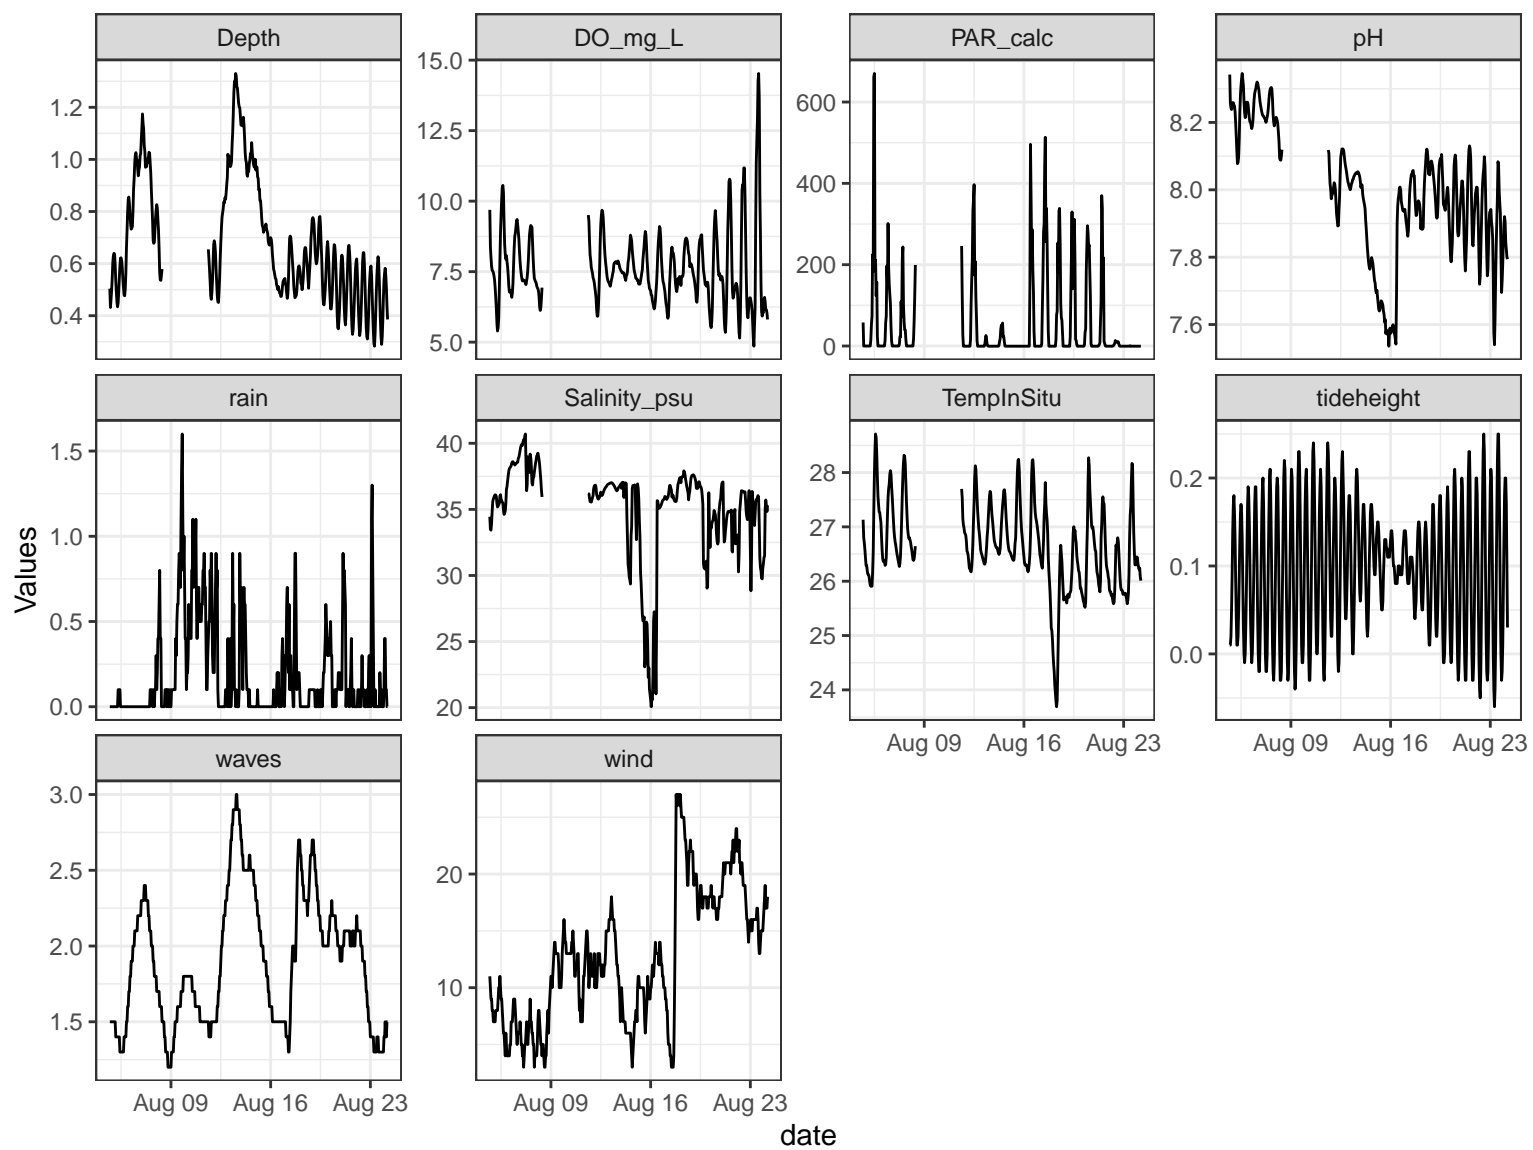 Depth
DO_mg_L
PAR_calc
pH
1.2
1.0
0.8
0.6
0.4
15.0
12.5
10.0
7.5
5.0
600
400
200
0
8.2
8.0
7.8
7.6
rain
Salinity_psu
TempInSitu
tideheight
1.5
1.0
0.5
0.0
40
35
30
25
20
28
27
26
25
24
0.2
0.1
0.0
Aug 09 Aug 16 Aug 23
Aug 09 Aug 16 Aug 23
waves
wind
3.0
2.5
2.0
1.5
20
10
Aug 09 Aug 16 Aug 23
Aug 09 Aug 16 Aug 23
Values
date